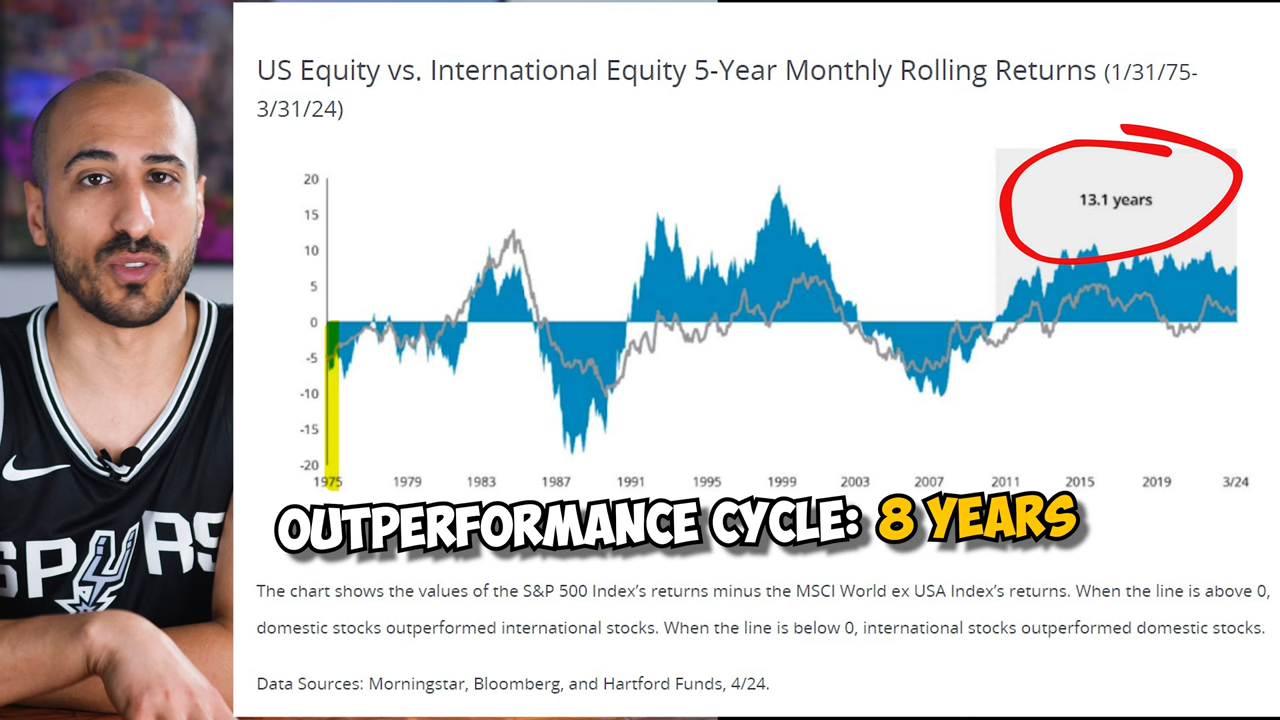 US Equity vs. International Equity 5-Year Monthly Rolling Returns (1/31/75-
3/31/24)
13.1 years
20
15
10
5
0
-5
-10
-15
-20
1975 1979 1983 1987 1991 1995 1999 2003 2007 2011 2015 2019 3/24
OUTPERFORMANCE CYCLE: 8 YEARS
SPURS
The chart shows the values of the S&P 500 Index’s returns minus the MSCI World ex USA Index’s returns. When the line is above 0,
domestic stocks outperformed international stocks. When the line is below 0, international stocks outperformed domestic stocks.
Data Sources: Morningstar, Bloomberg, and Hartford Funds, 4/24.